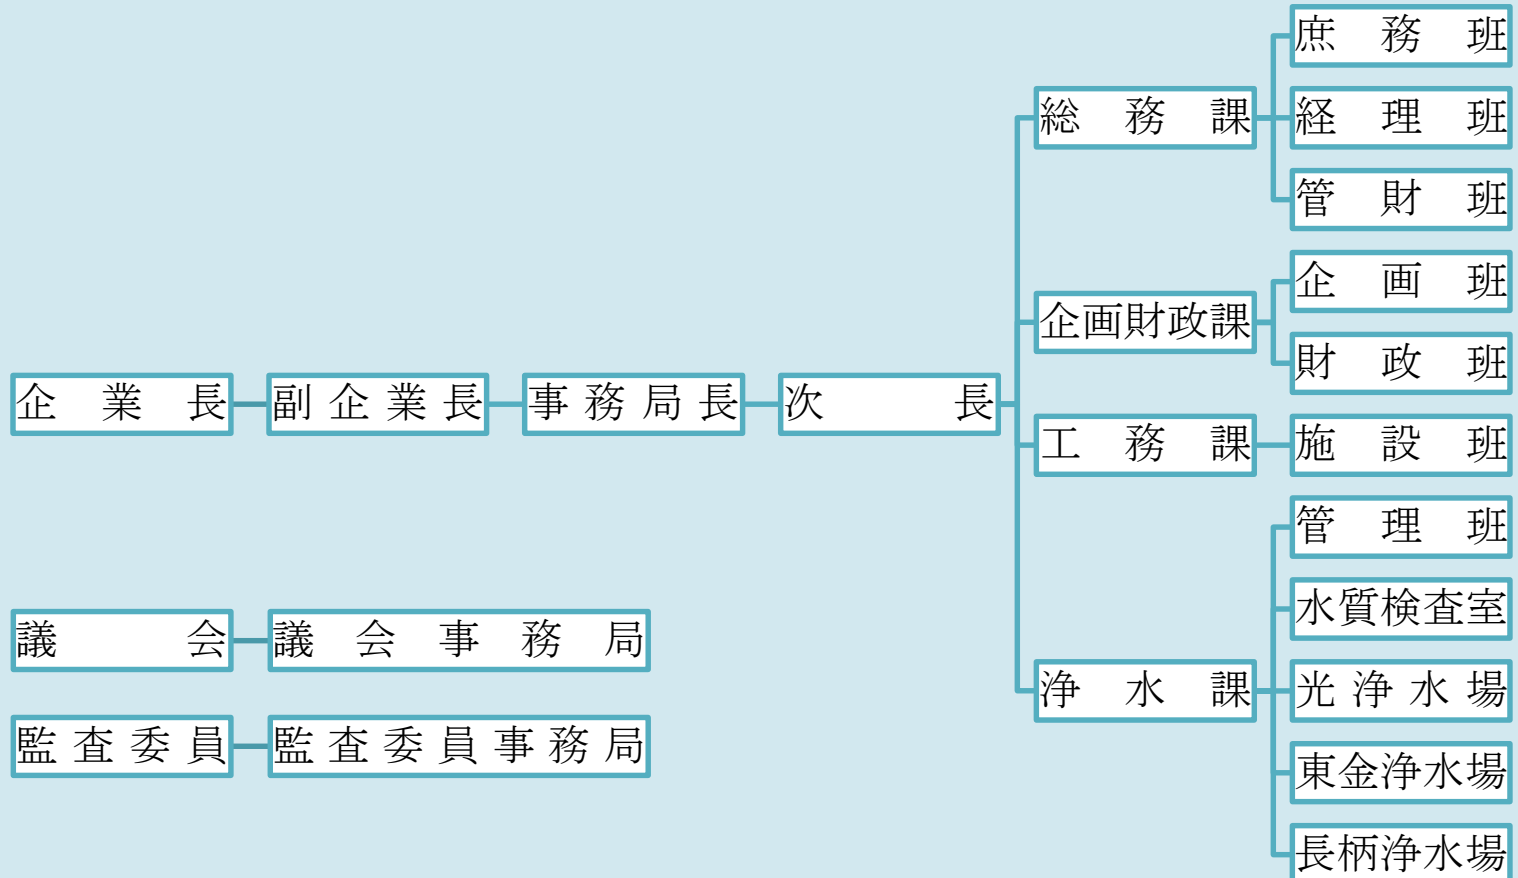 企業長
副企業長
事務局長
次長
総務課
庶務班
経理班
管財班
企画財政課
企画班
財政班
工務課
施設班
浄水課
管理班
水質検査室
光浄水場
東金浄水場
長柄浄水場
議会
議会事務局
監査委員
監査委員事務局